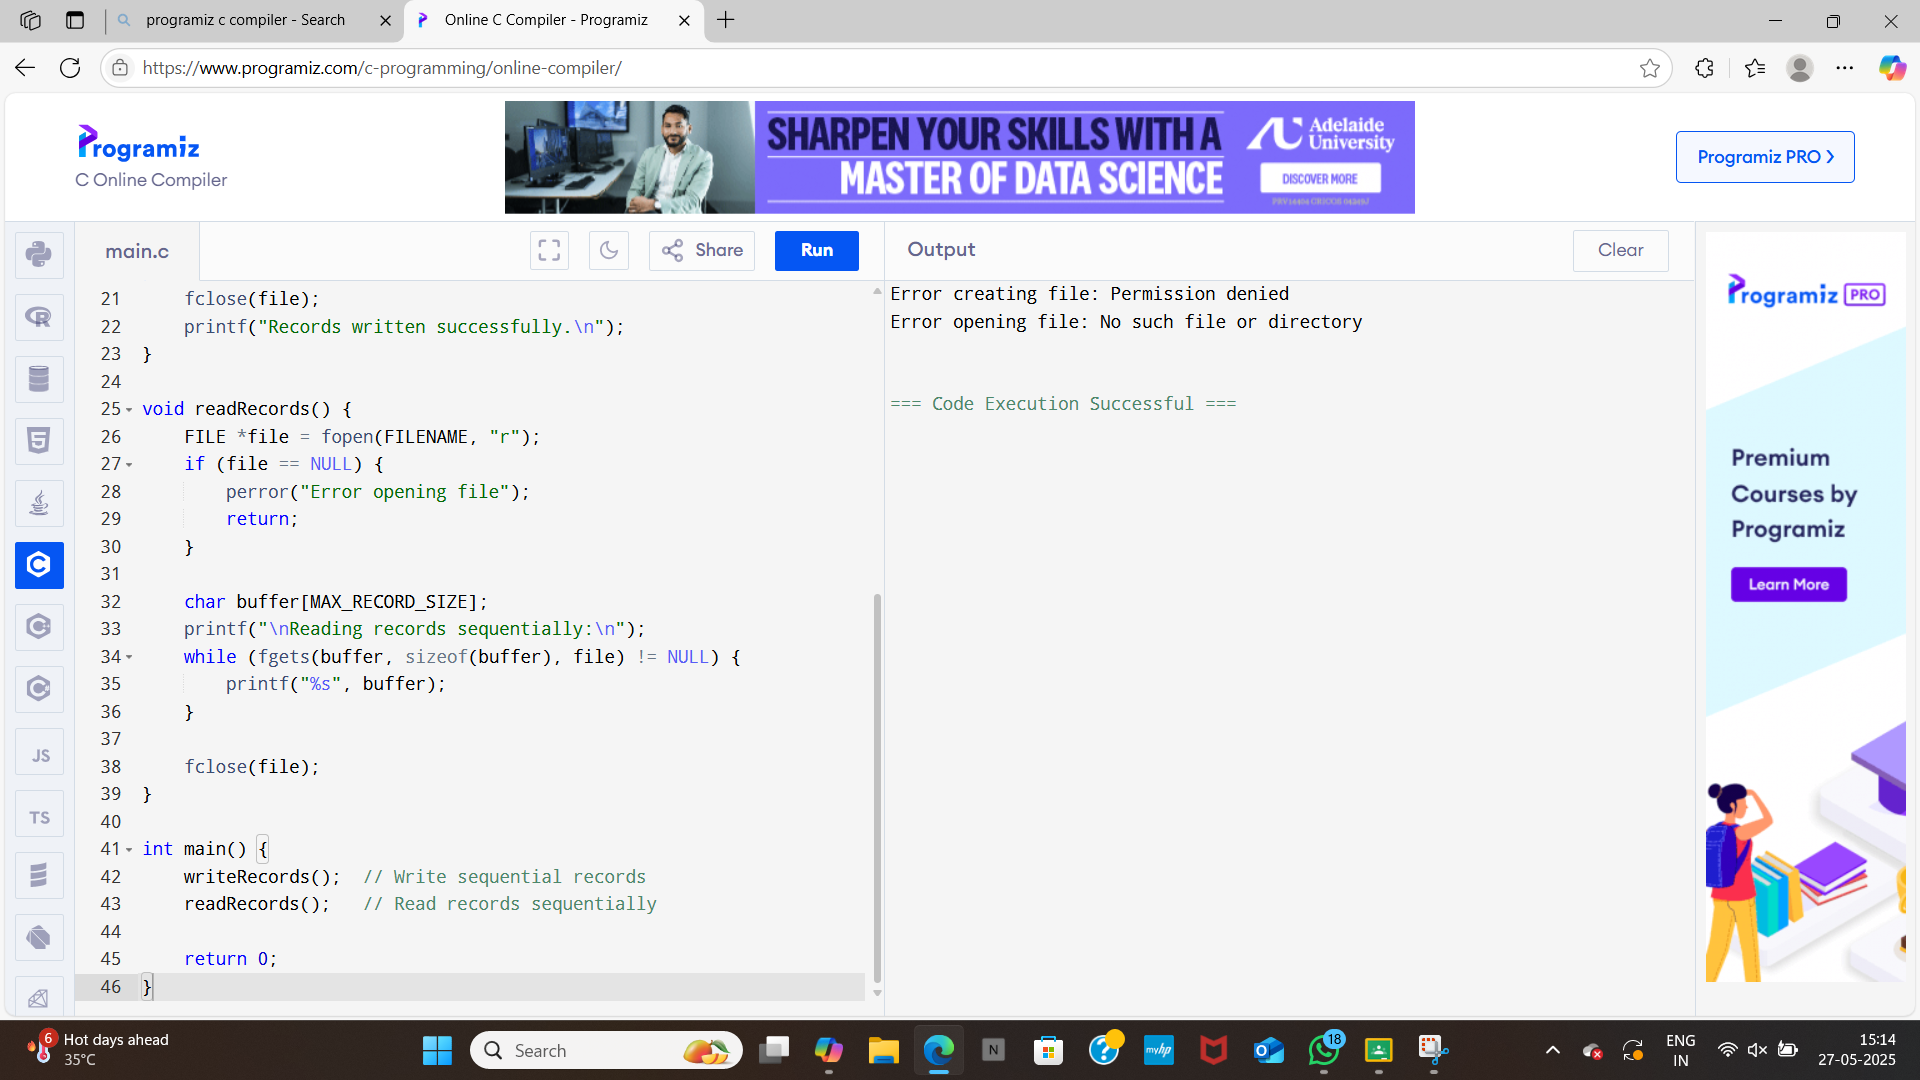 programiz c compiler - Search
Online C Compiler - Programiz
https://www.programiz.com/c-programming/online-compiler/
Programiz
C Online Compiler
SHARPEN YOUR SKILLS WITH A
MASTER OF DATA SCIENCE
Adelaide
University
DISCOVER MORE
Programiz PRO
main.c
Share
Run
Output
Clear
21 fclose(file);
22 printf("Records written successfully.\n");
23 }
24
25 void readRecords() {
26 FILE *file = fopen(FILENAME, "r");
27 if (file == NULL) {
28 perror("Error opening file");
29 return;
30 }
31
32 char buffer[MAX_RECORD_SIZE];
33 printf("\nReading records sequentially:\n");
34 while (fgets(buffer, sizeof(buffer), file) != NULL) {
35 printf("%s", buffer);
36 }
37
38 fclose(file);
39 }
40
41 int main() {
42 writeRecords();  // Write sequential records
43 readRecords();   // Read records sequentially
44
45 return 0;
46 }
Error creating file: Permission denied
Error opening file: No such file or directory
=== Code Execution Successful ===
Programiz PRO
Premium
Courses by
Programiz
Learn More
R
5
C
JS
TS
6
Hot days ahead
35°C
Search
N
myhp
18
ENG
IN
15:14
27-05-2025